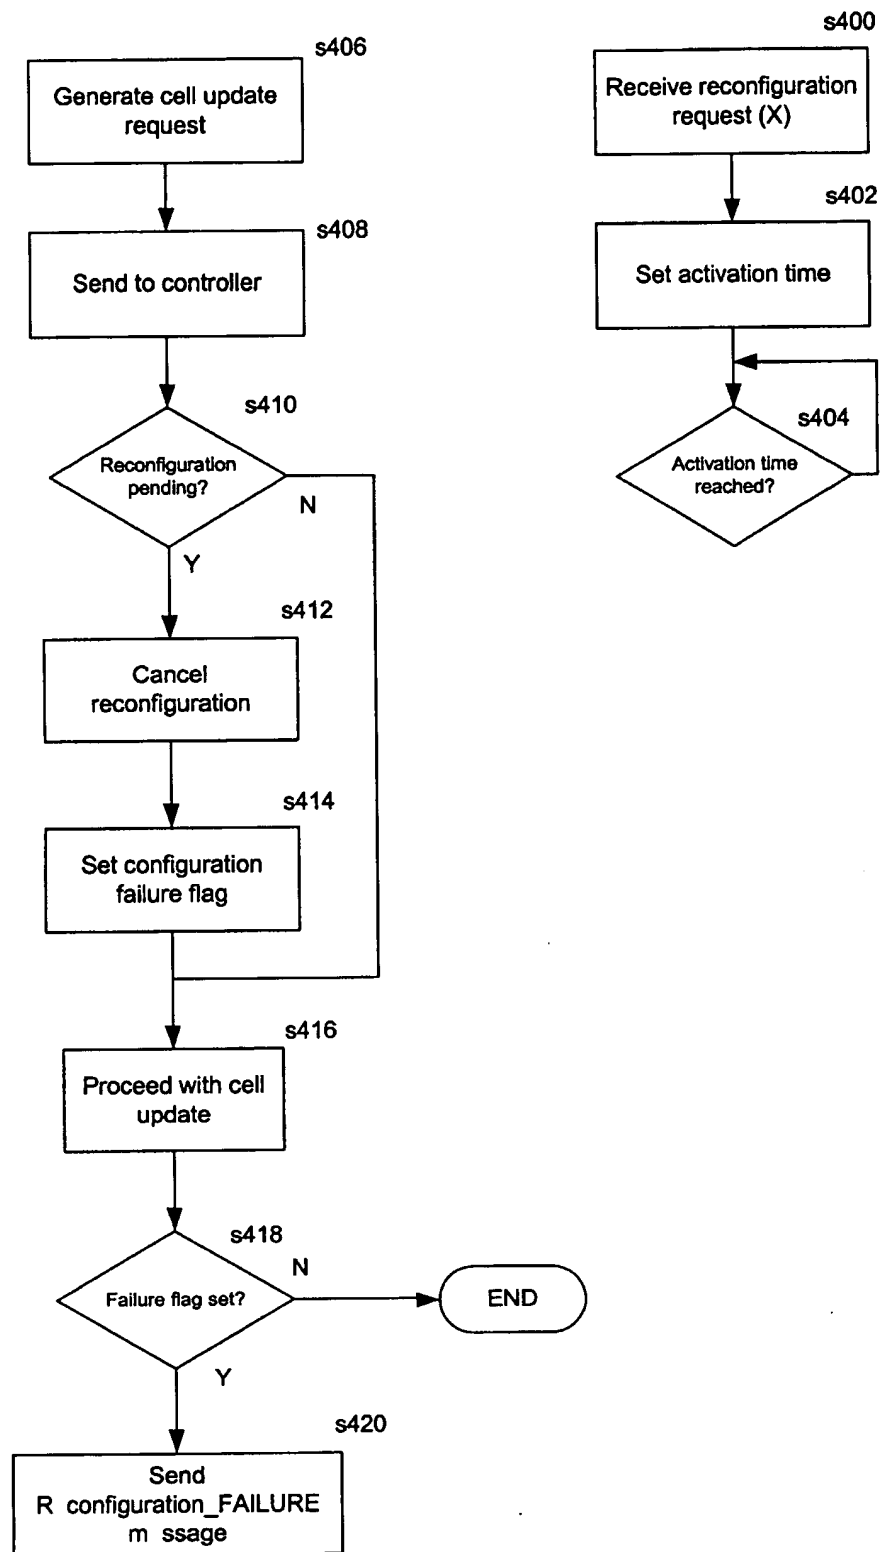 s406
Generate cell update
request
s408
Send to controller
s410
Reconfiguration
pending?
N
Y
s412
Cancel
reconfiguration
s414
Set configuration
failure flag
s416
Proceed with cell
update
s418
Failure flag set?
N
END
Y
s420
Send
R configuration_FAILURE
m ssage
s400
Receive reconfiguration
request (X)
s402
Set activation time
s404
Activation time
reached?